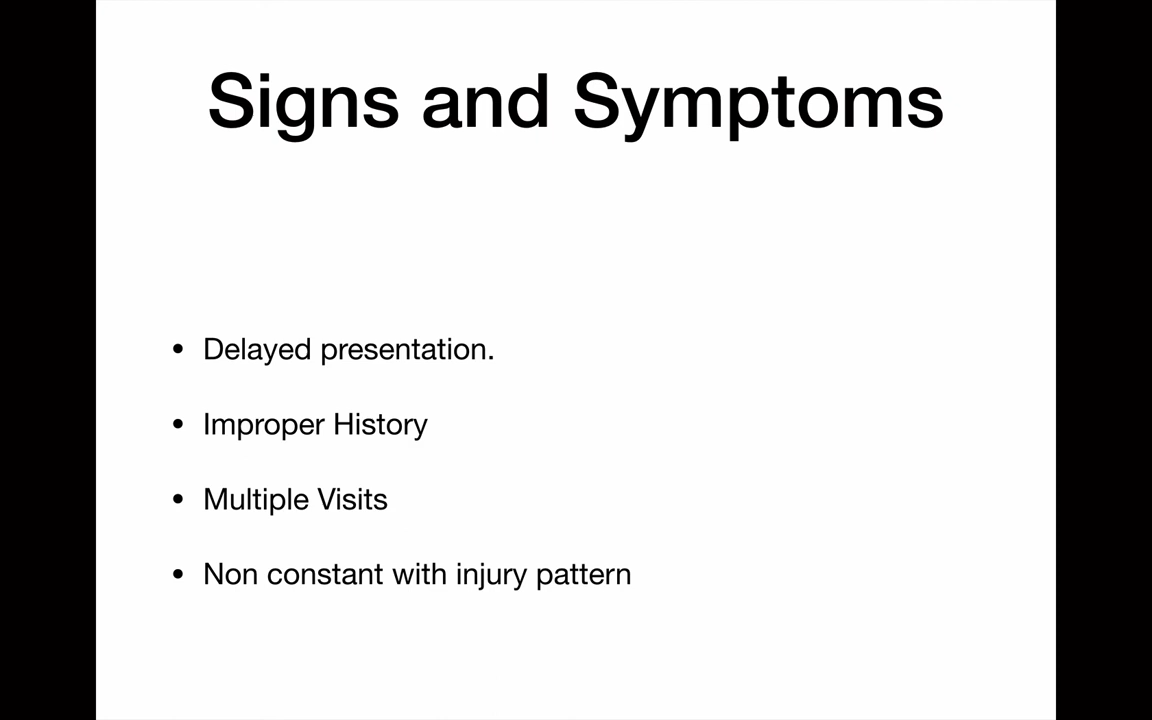 Signs and Symptoms
• Delayed presentation.
• Improper History
• Multiple Visits
• Non constant with injury pattern